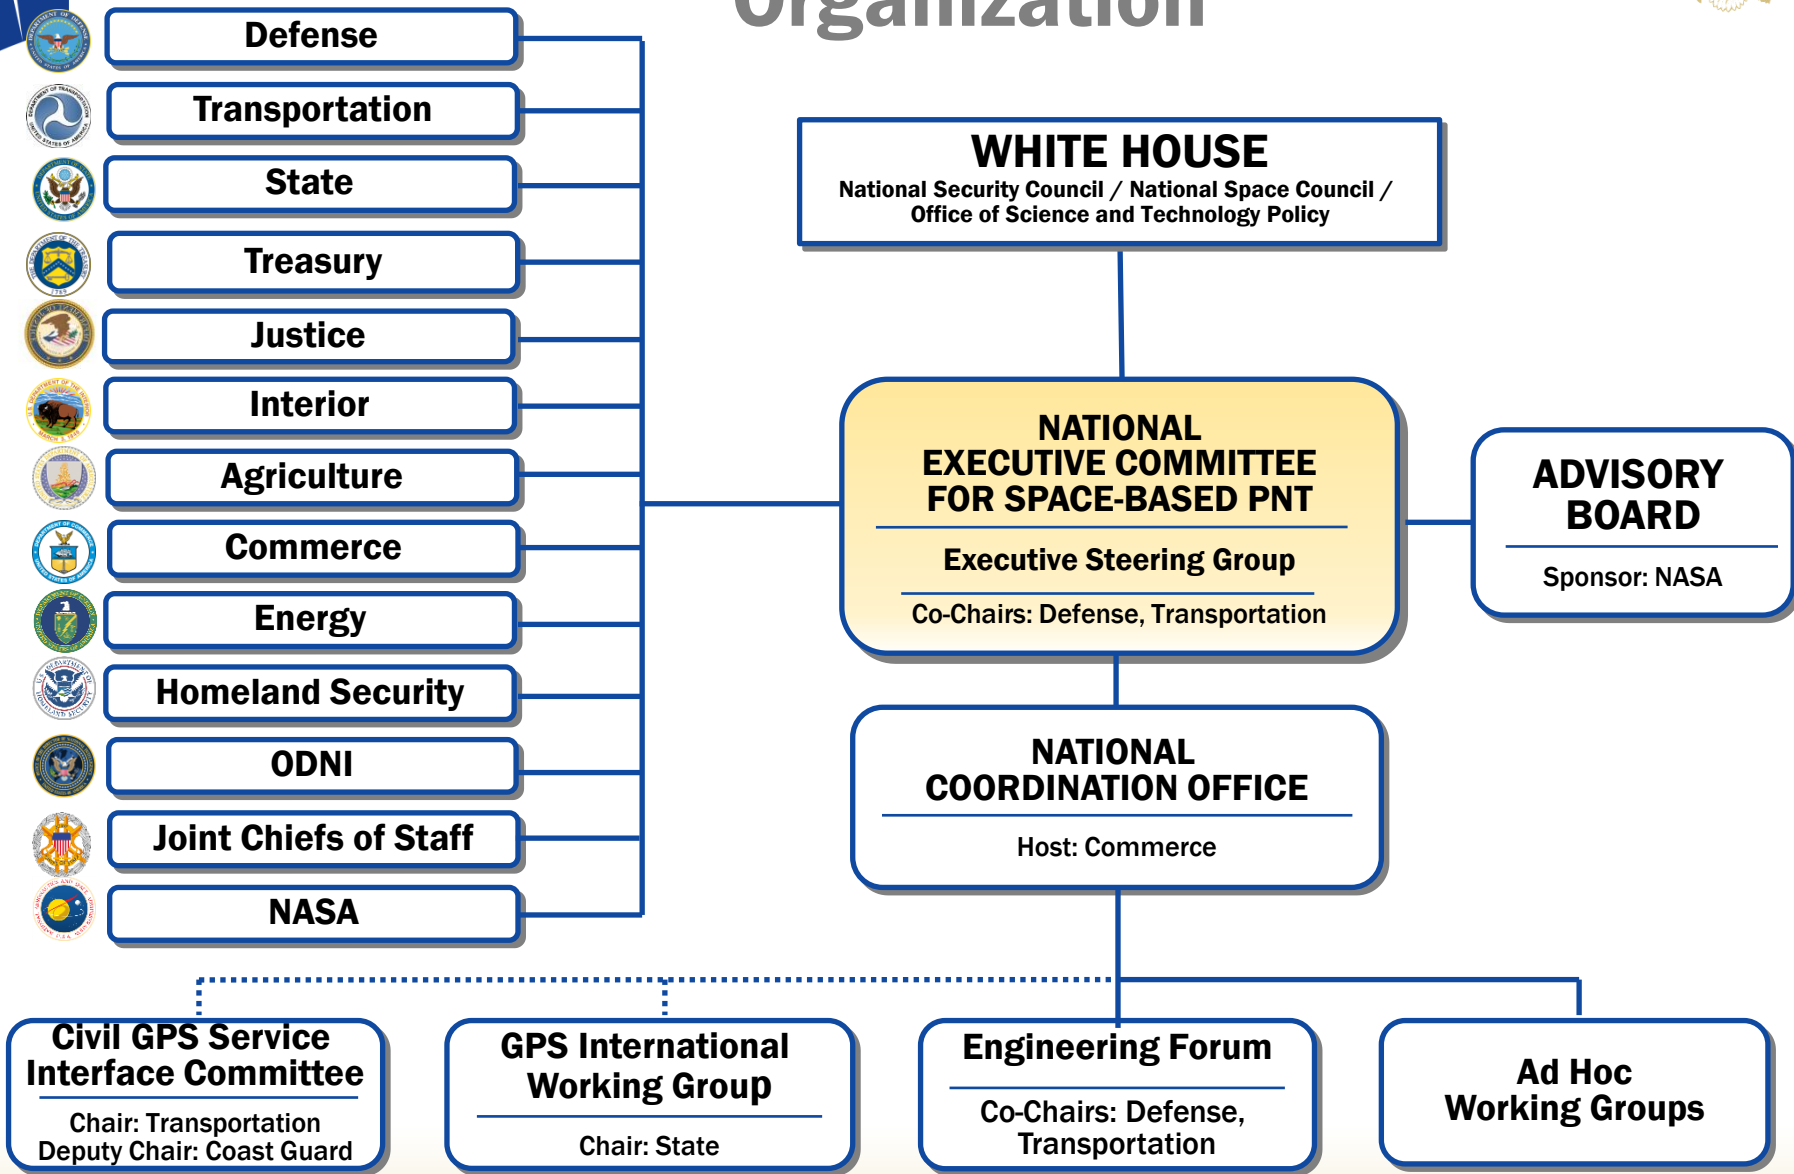 Organization
Defense
Transportation
State
Treasury
Justice
Interior
Agriculture
Commerce
Energy
Homeland Security
ODNI
Joint Chiefs of Staff
NASA
WHITE HOUSE
National Security Council / National Space Council /
Office of Science and Technology Policy
NATIONAL
EXECUTIVE COMMITTEE
FOR SPACE-BASED PNT
Executive Steering Group
Co-Chairs: Defense, Transportation
ADVISORY
BOARD
Sponsor: NASA
NATIONAL
COORDINATION OFFICE
Host: Commerce
Civil GPS Service
Interface Committee
Chair: Transportation
Deputy Chair: Coast Guard
GPS International
Working Group
Chair: State
Engineering Forum
Co-Chairs: Defense,
Transportation
Ad Hoc
Working Groups